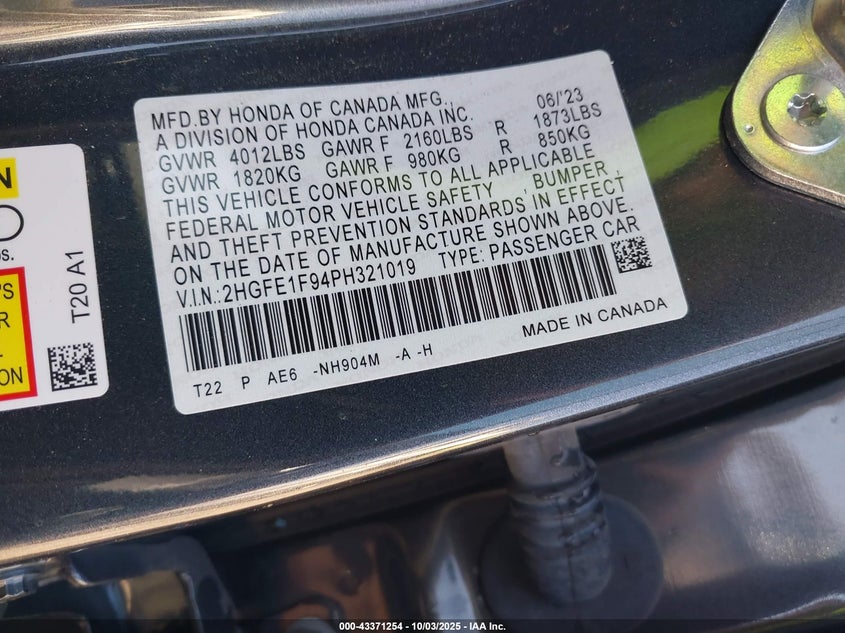 MFD.BY HONDA OF CANADA MFG. 06/'23
A DIVISION OF HONDA CANADA INC.
GVWR 4012LBS GAWR F 2160LBS R 1873LBS
GVWR 1820KG GAWR F 980KG R 850KG
THIS VEHICLE CONFORMS TO ALL APPLICABLE
FEDERAL MOTOR VEHICLE SAFETY , BUMPER ,
AND THEFT PREVENTION STANDARDS IN EFFECT
ON THE DATE OF MANUFACTURE SHOWN ABOVE.
V.I.N.:2HGFE1F94PH321019 TYPE: PASSENGER CAR
MADE IN CANADA
T22 P AE6 -NH904M -A -H
T20 A1
000-43371254 - 10/03/2025 - IAA Inc.